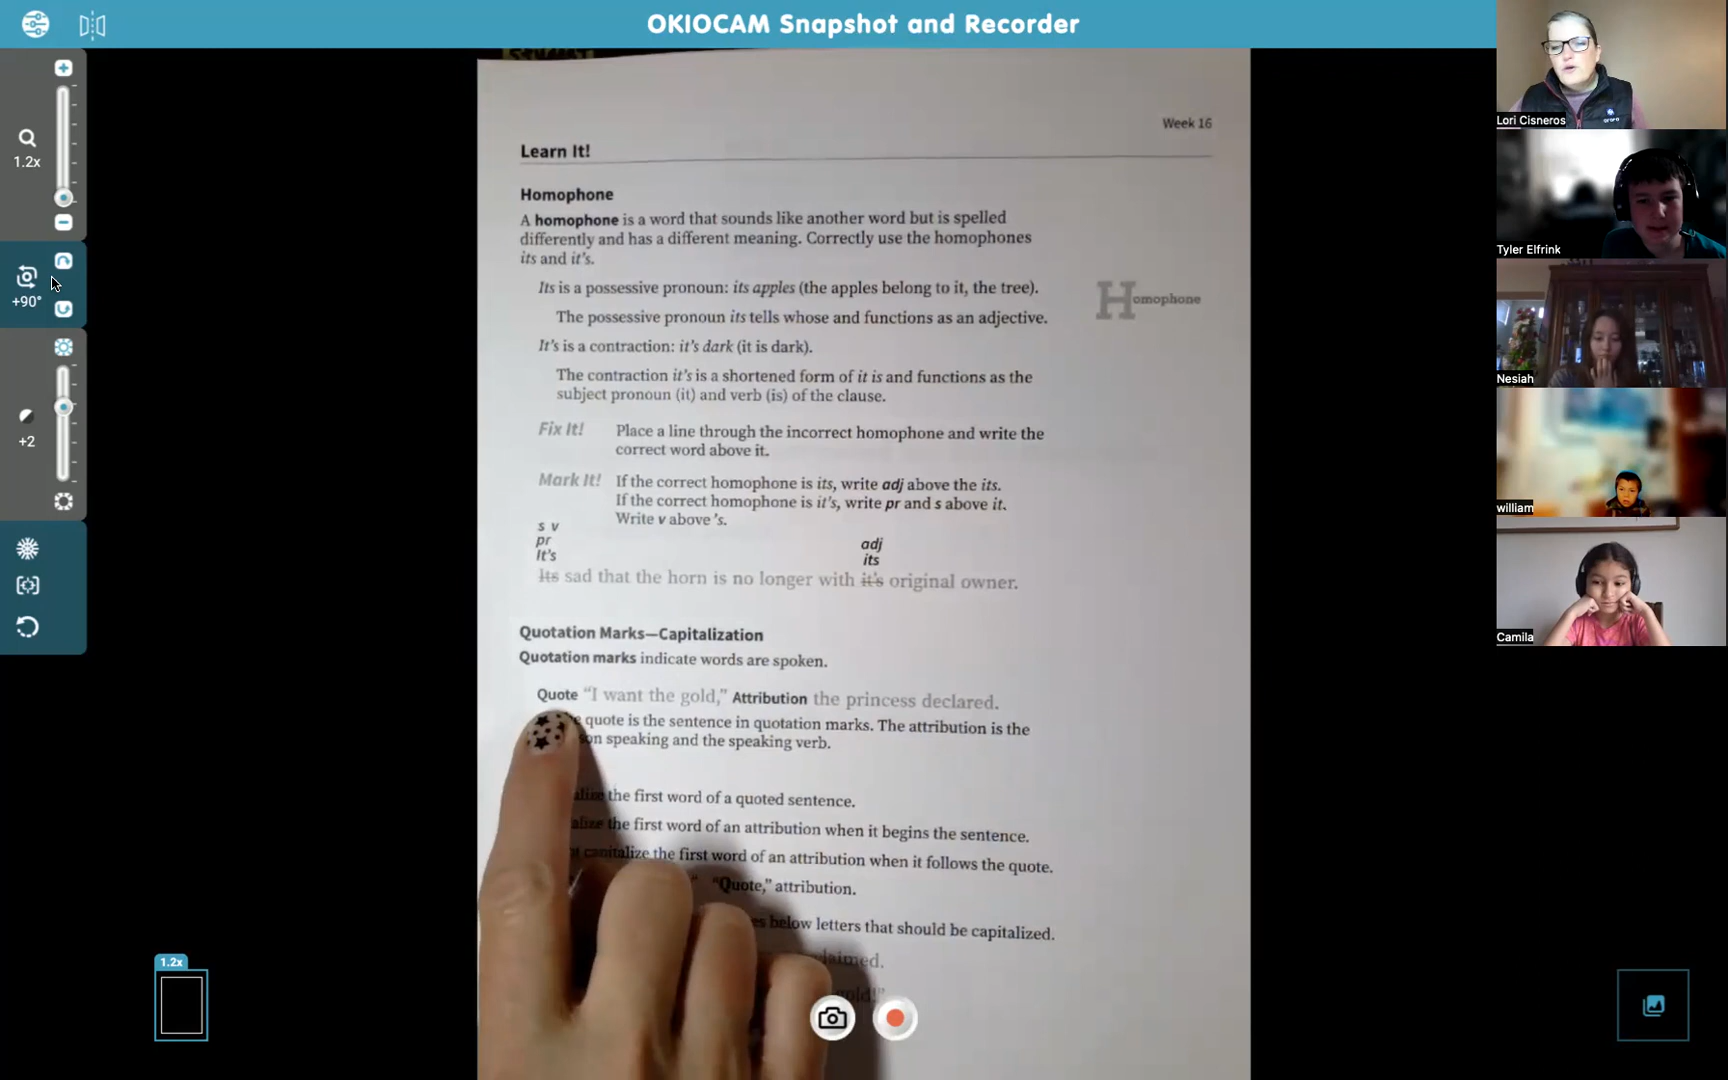 OKIOCAM Snapshot and Recorder
1.2x
+90°
+2
1.2x
Week 16
Learn It!
Homophone
A homophone is a word that sounds like another word but is spelled
differently and has a different meaning. Correctly use the homophones
its and it's.
Its is a possessive pronoun: its apples (the apples belong to it, the tree).
The possessive pronoun its tells whose and functions as an adjective.
It's is a contraction: it's dark (it is dark).
The contraction it's is a shortened form of it is and functions as the
subject pronoun (it) and verb (is) of the clause.
Homophone
Fix It! Place a line through the incorrect homophone and write the
correct word above it.
Mark It! If the correct homophone is its, write adj above the its.
If the correct homophone is it's, write pr and s above it.
Write v above 's.
s v
pr adj
It's its
Its sad that the horn is no longer with it's original owner.
Quotation Marks—Capitalization
Quotation marks indicate words are spoken.
Quote "I want the gold," Attribution the princess declared.
quote is the sentence in quotation marks. The attribution is the
speaking and the speaking verb.
the first word of a quoted sentence.
the first word of an attribution when it begins the sentence.
capitalize the first word of an attribution when it follows the quote.
"Quote," attribution.
below letters that should be capitalized.
Lori Cisneros
Tyler Elfrink
Nesiah
william
Camila